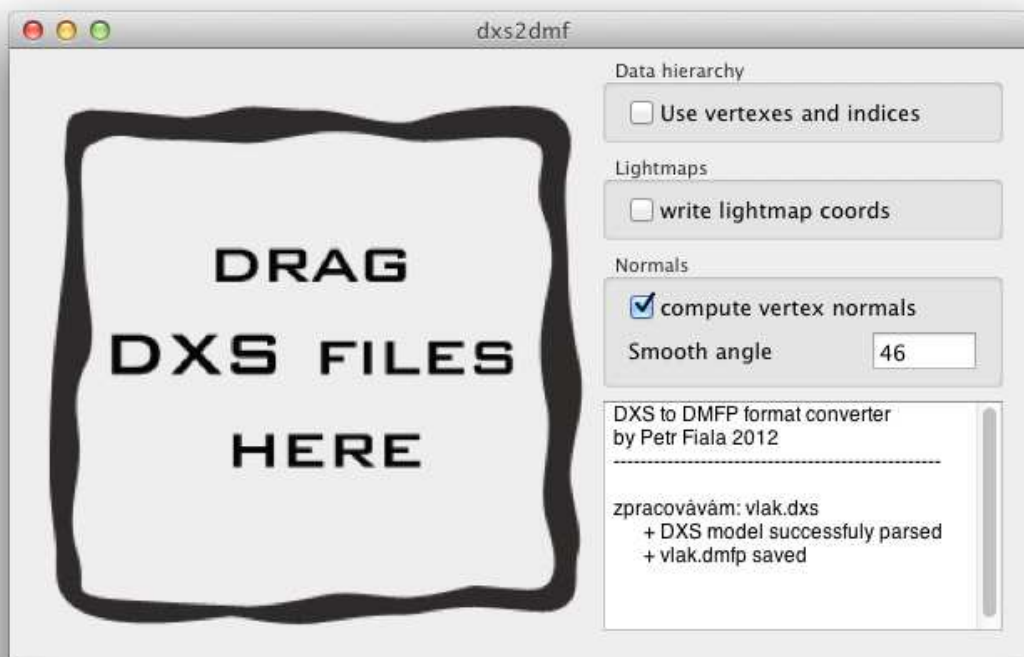 dxs2dmf
DRAG
DXS FILES
HERE
Data hierarchy
Use vertexes and indices
Lightmaps
write lightmap coords
Normals
compute vertex normals
Smooth angle 46
DXS to DMFP format converter
by Petr Fiala 2012
-------------------------------------------------
zpracovávám: vlak.dxs
+ DXS model successfuly parsed
+ vlak.dmfp saved